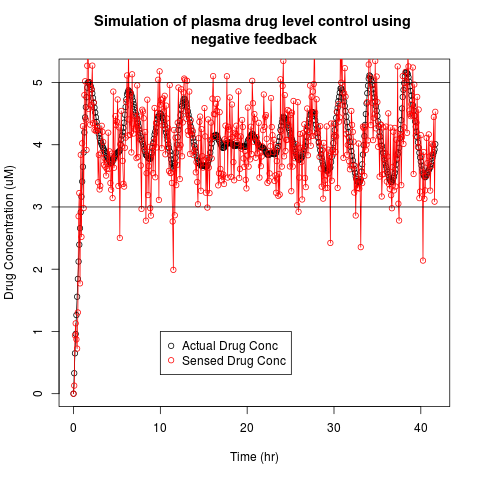 Simulation of plasma drug level control using
negative feedback
Drug Concentration (uM)
5
4
3
2
1
0
Actual Drug Conc
Sensed Drug Conc
0 10 20 30 40
Time (hr)